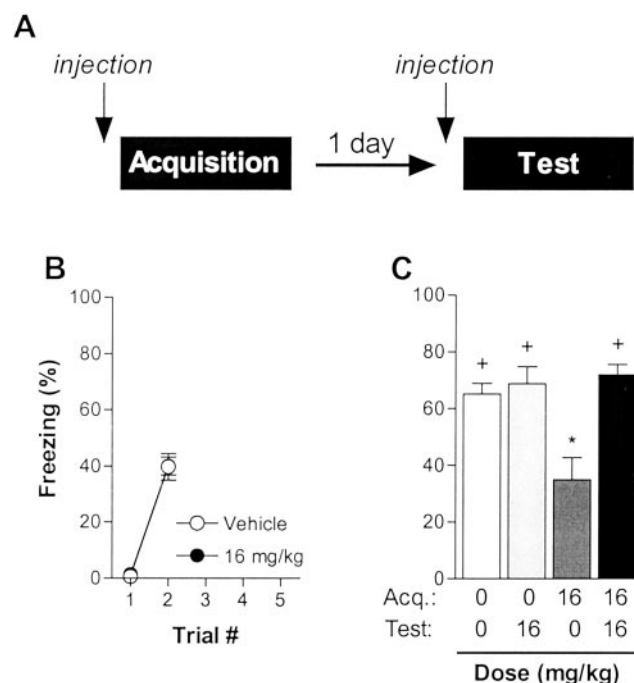 A
injection
injection
Acquisition
1 day
Test
B
Freezing (%)
100
80
60
40
20
0
1 2 3 4 5
Trial #
Vehicle
16 mg/kg
C
100
80
60
40
20
0
+ + * +
Acq.: 0 0 16 16
Test: 0 16 0 16
Dose (mg/kg)